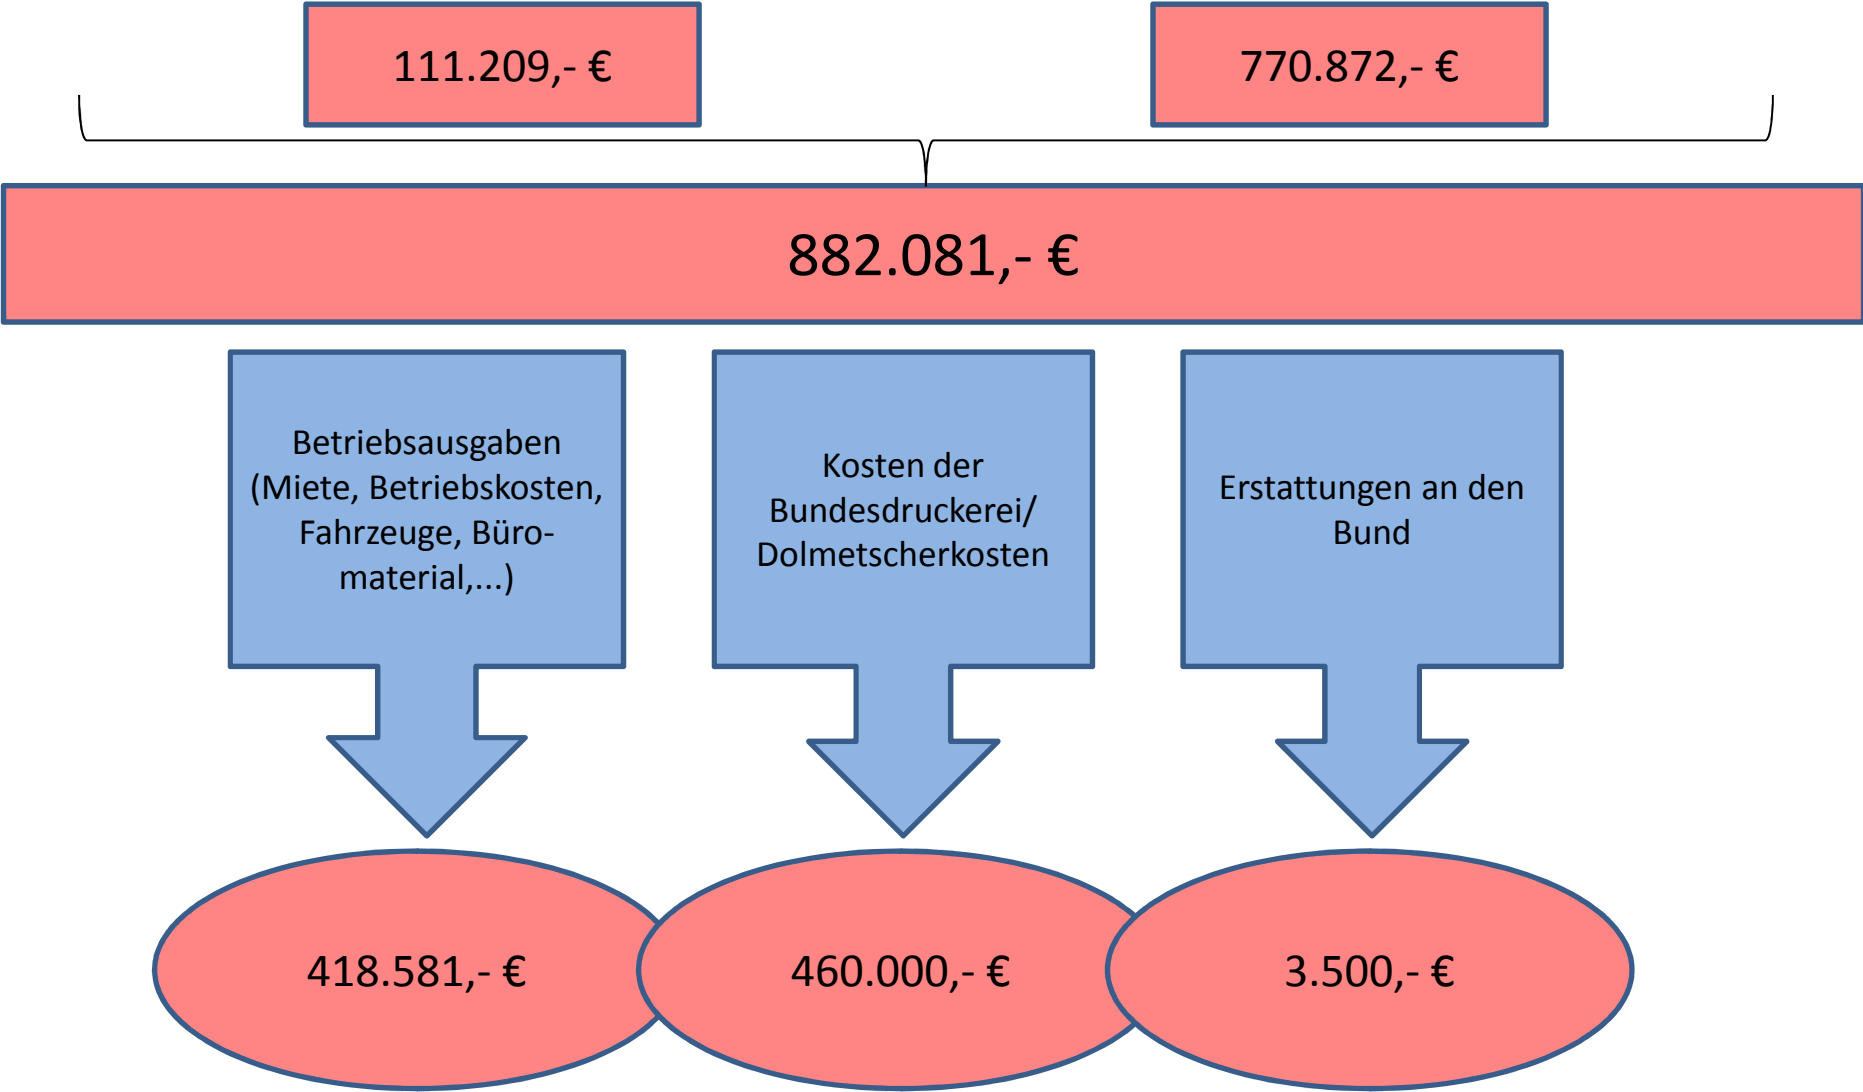 111.209,- €
770.872,- €
882.081,- €
Betriebsausgaben
(Miete, Betriebskosten,
Fahrzeuge, Büro-
material,...)
Kosten der
Bundesdruckerei/
Dolmetscherkosten
Erstattungen an den
Bund
418.581,- €
460.000,- €
3.500,- €